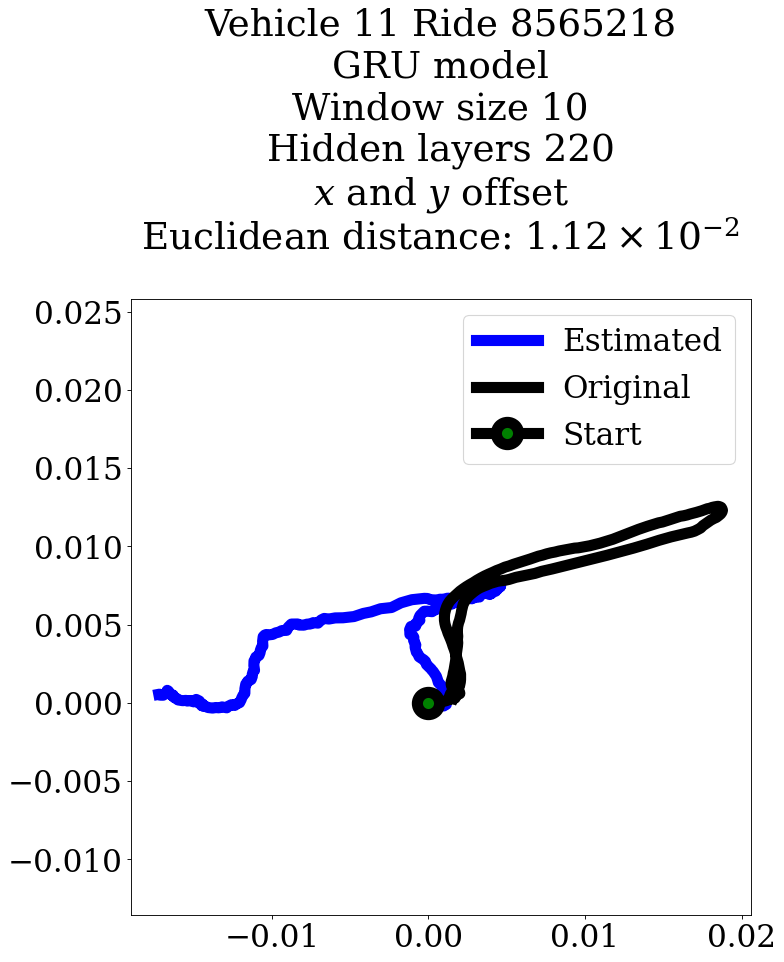 Vehicle 11 Ride 8565218
GRU model
Window size 10
Hidden layers 220
x and y offset
Euclidean distance: 1.12 × 10⁻²
0.025
Estimated
0.020
Original
Start
0.015
0.010
0.005
0.000
−0.005
−0.010
−0.01 0.00 0.01 0.02